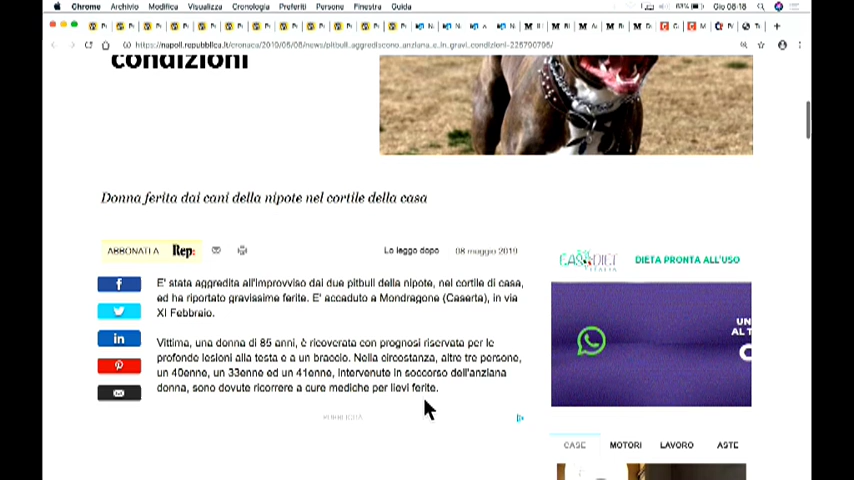 Chrome Archivio Modifica Visualizza Cronologia Preferiti Persone Finestra Guida
Gio 08:18
condizioni
Donna ferita dai cani della nipote nel cortile della casa
ABBONATI A Rep:
Lo leggo dopo
08 maggio 2019
E' stata aggredita all'improvviso dai due pitbull della nipote, nel cortile di casa,
ed ha riportato gravissime ferite. E' accaduto a Mondragone (Caserta), in via
XI Febbraio.
Vittima, una donna di 85 anni, è ricoverata con prognosi riservata per le
profonde lesioni alla testa e a un braccio. Nella circostanza, altre tre persone,
un 40enne, un 33enne ed un 41enne, intervenute in soccorso dell'anziana
donna, sono dovute ricorrere a cure mediche per lievi ferite.
PUBBLICITÀ
DIETA PRONTA ALL'USO
UN
AL T
CASE MOTORI LAVORO ASTE